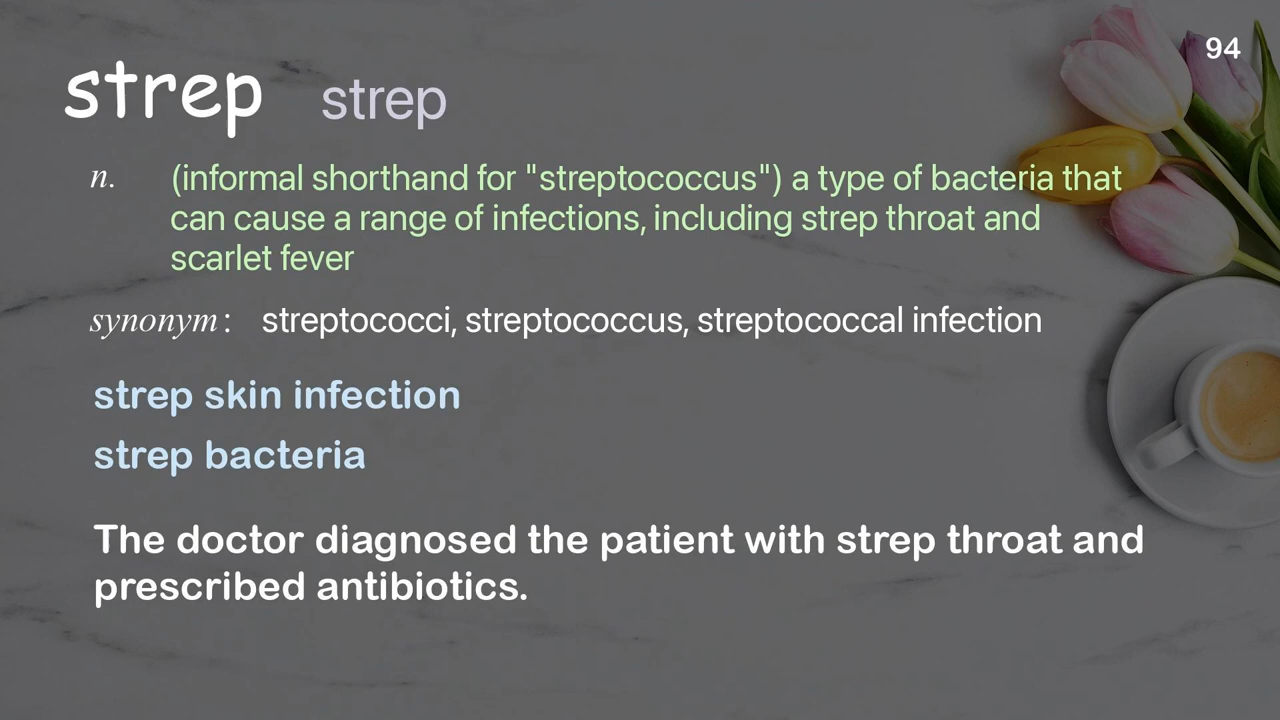 94
strep strep
n. (informal shorthand for "streptococcus") a type of bacteria that
can cause a range of infections, including strep throat and
scarlet fever
synonym: streptococci, streptococcus, streptococcal infection
strep skin infection
strep bacteria
The doctor diagnosed the patient with strep throat and
prescribed antibiotics.